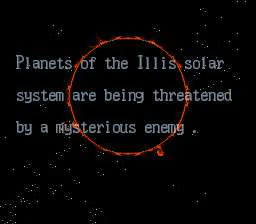 Planets of the Illis solar
system are being threatened
by a mysterious enemy .